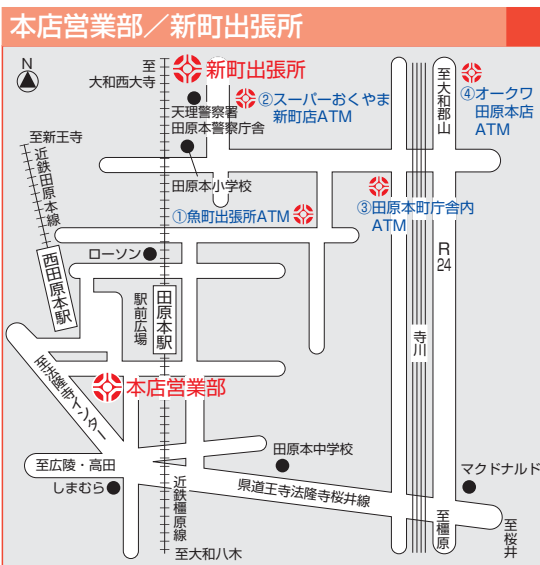 本店営業部／新町出張所
N
至
大和西大寺
新町出張所
②スーパーおくやま
新町店ATM
天理警察署
田原本警察庁舎
至大和郡山
④オークワ
田原本店
ATM
至新王寺
近鉄田原本線
田原本小学校
①魚町出張所ATM
③田原本町庁舎内
ATM
ローソン
R
24
西田原本駅
駅前広場
田原本駅
寺川
至法隆寺インター
本店営業部
至広陵・高田
しまむら
田原本中学校
マクドナルド
県道王寺法隆寺桜井線
近鉄橿原線
至大和八木
至橿原
至桜井